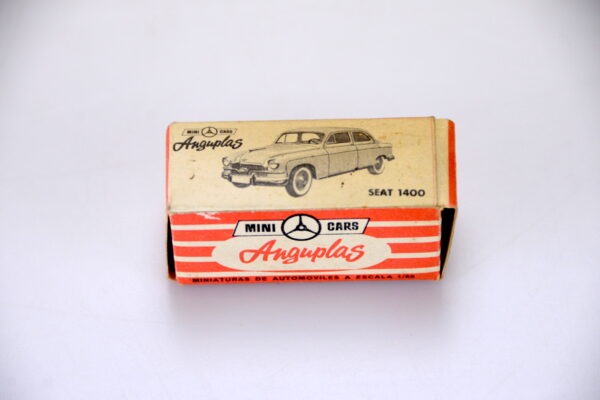 MINI CARS
Anguplas
SEAT 1400
MINI CARS
Anguplas
MINIATURAS DE AUTOMOVILES A ESCALA 1/86